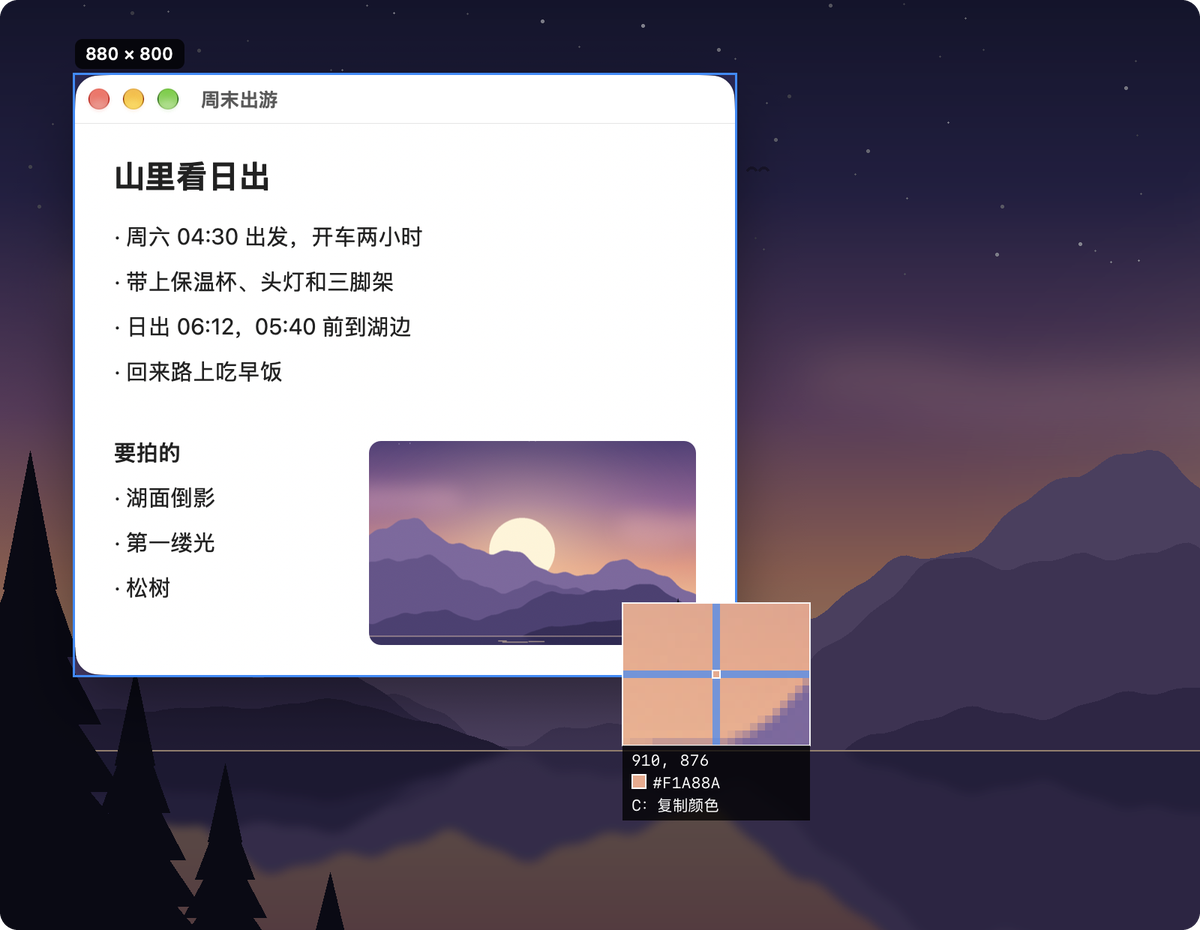 880 × 800
周末出游
山里看日出
· 周六 04:30 出发，开车两小时
· 带上保温杯、头灯和三脚架
· 日出 06:12，05:40 前到湖边
· 回来路上吃早饭
要拍的
· 湖面倒影
· 第一缕光
· 松树
910, 876
#F1A88A
C：复制颜色